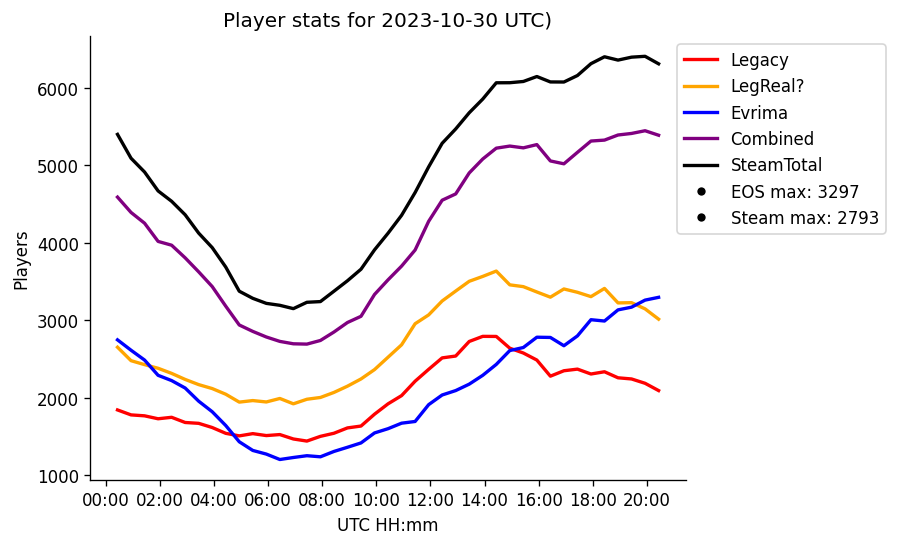 Player stats for 2023-10-30 UTC)
Legacy
LegReal?
Evrima
Combined
SteamTotal
EOS max: 3297
Steam max: 2793
Players
6000
5000
4000
3000
2000
1000
00:00 02:00 04:00 06:00 08:00 10:00 12:00 14:00 16:00 18:00 20:00
UTC HH:mm